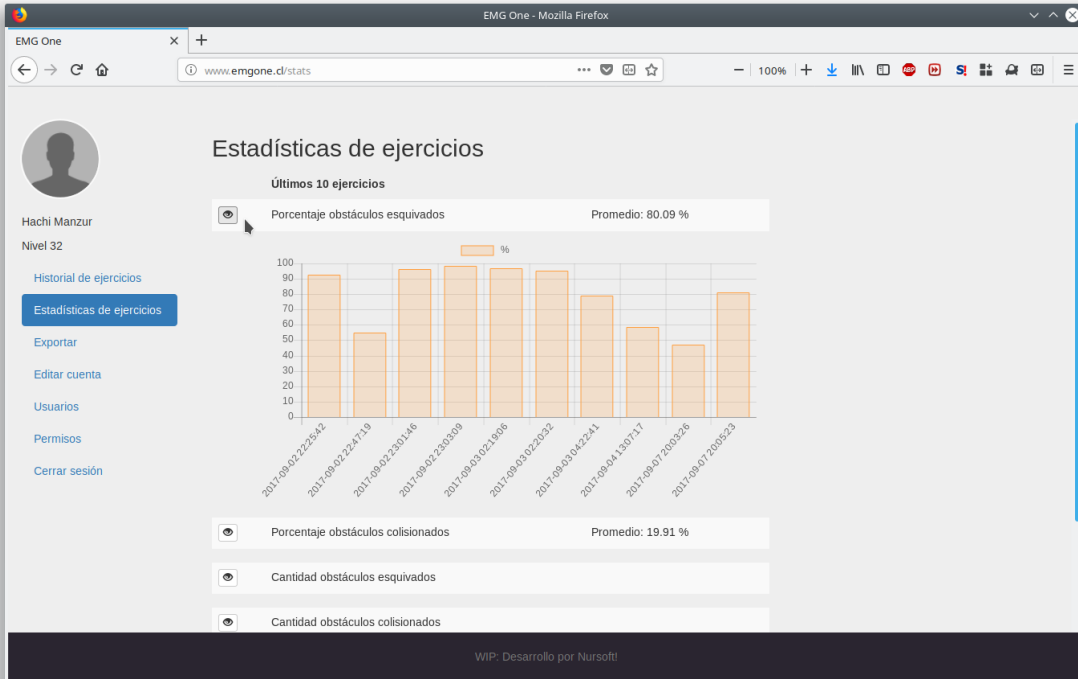 EMG One - Mozilla Firefox
EMG One
www.emgone.cl/stats
100%
ABP
S!
Hachi Manzur
Nivel 32
Historial de ejercicios
Estadísticas de ejercicios
Exportar
Editar cuenta
Usuarios
Permisos
Cerrar sesión
Estadísticas de ejercicios
Últimos 10 ejercicios
Porcentaje obstáculos esquivados Promedio: 80.09 %
%
100
90
80
70
60
50
40
30
20
10
0
2017-09-02 22:25:42
2017-09-02 22:47:19
2017-09-02 23:01:46
2017-09-02 23:03:09
2017-09-03 02:19:06
2017-09-03 02:20:32
2017-09-03 04:22:41
2017-09-04 13:07:17
2017-09-07 20:03:26
2017-09-07 20:05:23
Porcentaje obstáculos colisionados Promedio: 19.91 %
Cantidad obstáculos esquivados
Cantidad obstáculos colisionados
WIP: Desarrollo por Nursoft!